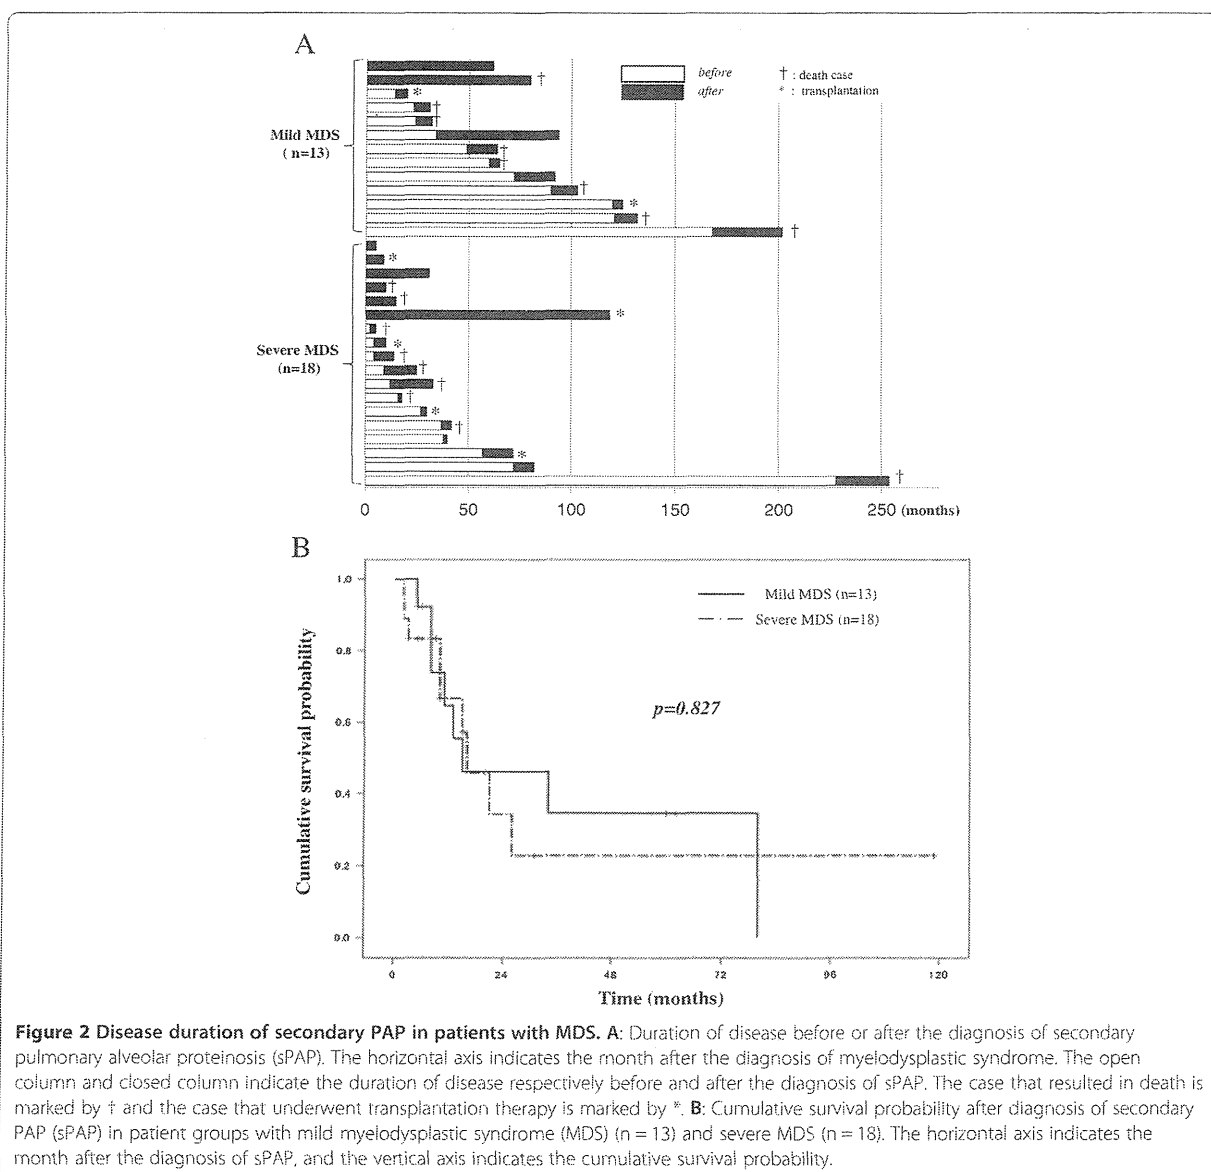 A
before
† : death case
after
* : transplantation
†
*
†
†
Mild MDS
( n=13)
†
†
†
*
†
†
*
†
†
*
†
Severe MDS
(n=18)
*
†
†
†
†
*
†
*
†
0 50 100 150 200 250 (months)
B
1.0
0.8
0.6
0.4
0.2
0.0
Cumulative survival probability
Mild MDS (n=13)
Severe MDS (n=18)
p=0.827
0 24 48 72 96 120
Time (months)
Figure 2 Disease duration of secondary PAP in patients with MDS. A: Duration of disease before or after the diagnosis of secondary
pulmonary alveolar proteinosis (sPAP). The horizontal axis indicates the month after the diagnosis of myelodysplastic syndrome. The open
column and closed column indicate the duration of disease respectively before and after the diagnosis of sPAP. The case that resulted in death is
marked by † and the case that underwent transplantation therapy is marked by *. B: Cumulative survival probability after diagnosis of secondary
PAP (sPAP) in patient groups with mild myelodysplastic syndrome (MDS) (n = 13) and severe MDS (n = 18). The horizontal axis indicates the
month after the diagnosis of sPAP, and the vertical axis indicates the cumulative survival probability.